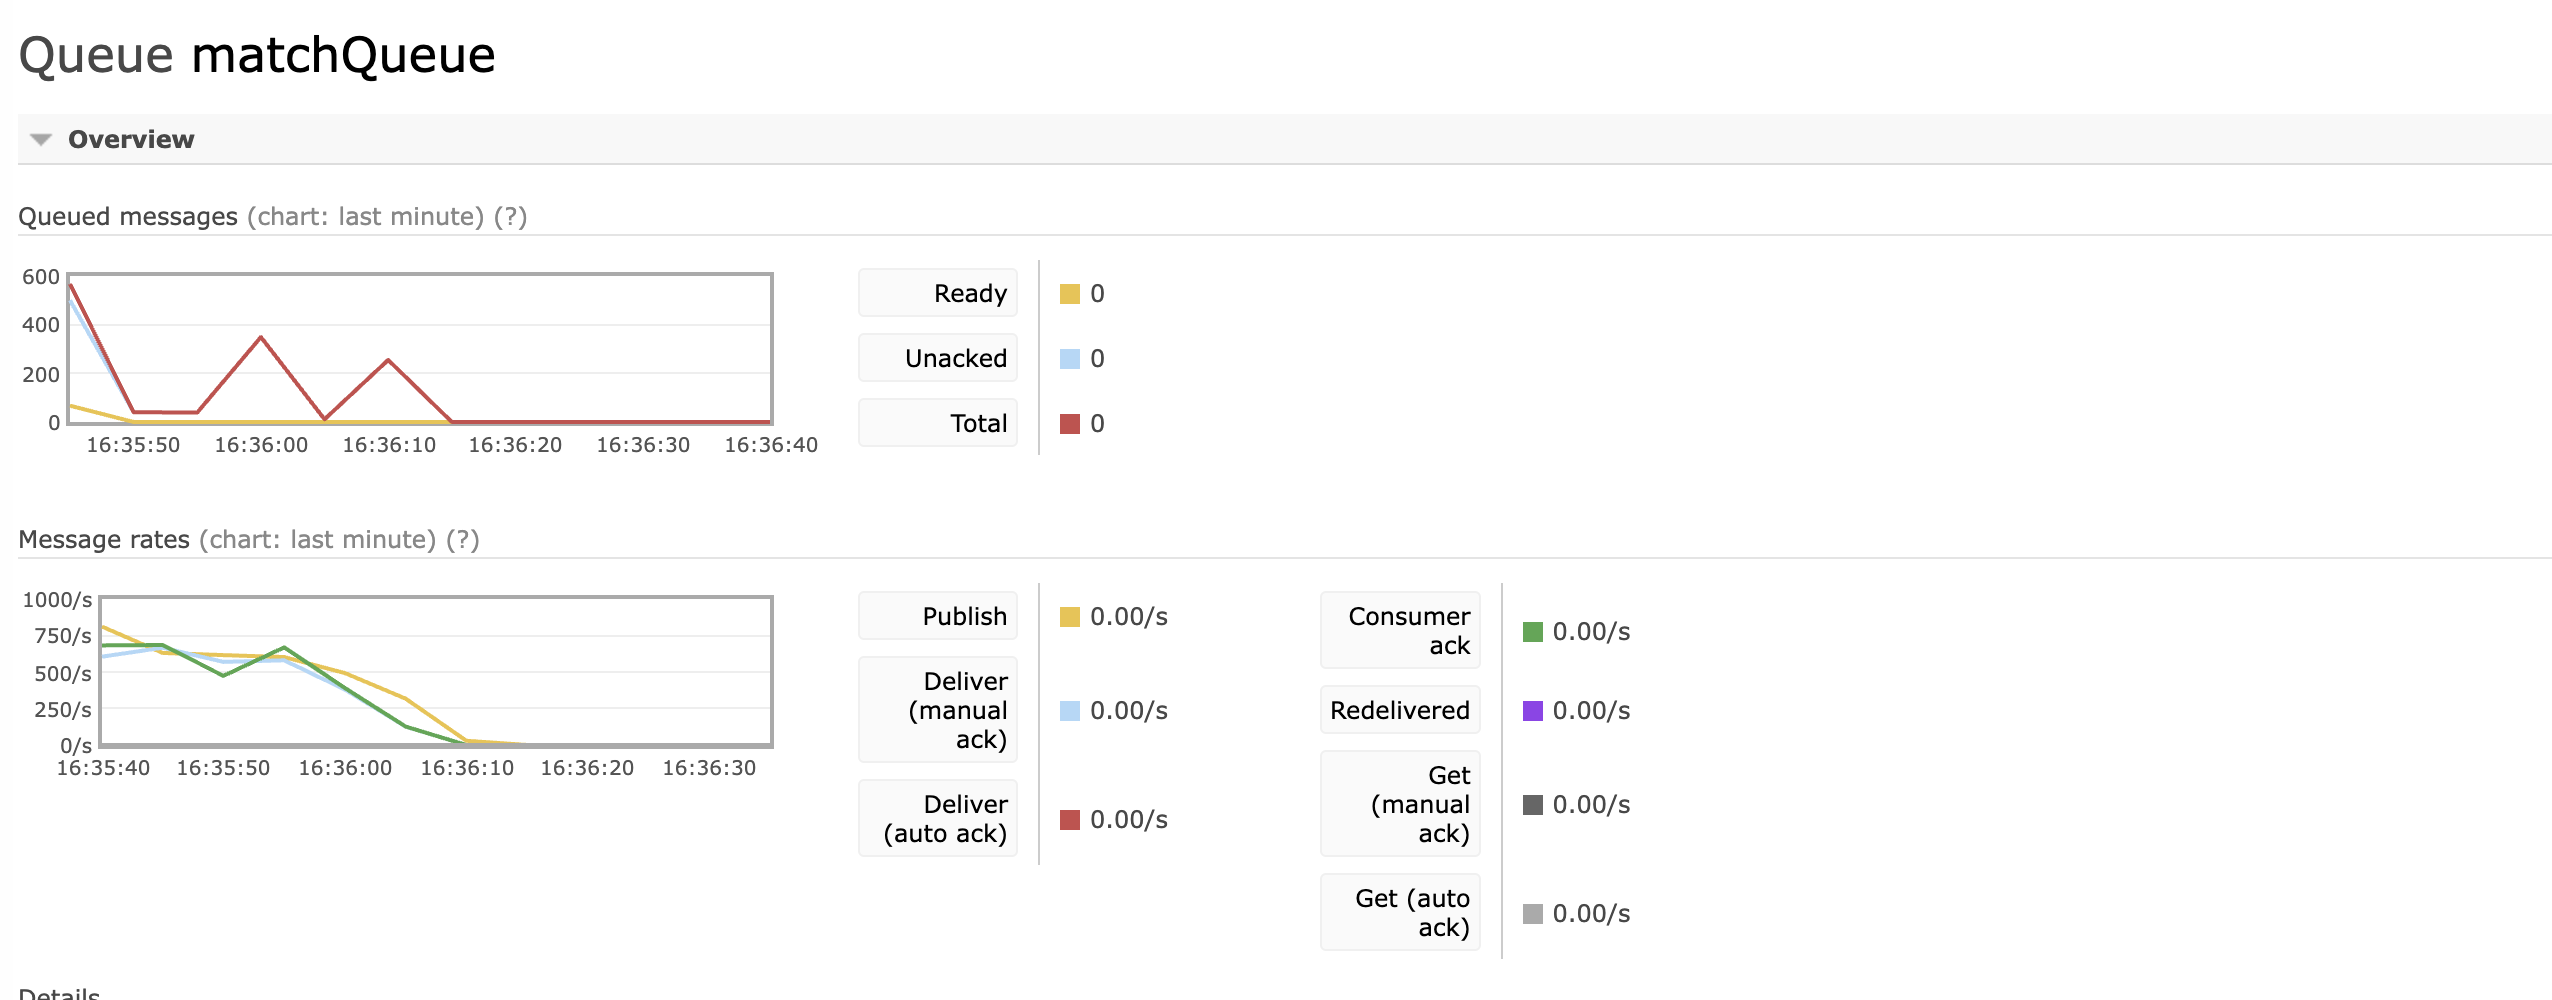 Queue matchQueue
Overview
Queued messages (chart: last minute) (?)
600
400
200
0
16:35:50 16:36:00 16:36:10 16:36:20 16:36:30 16:36:40
Ready 0
Unacked 0
Total 0
Message rates (chart: last minute) (?)
1000/s
750/s
500/s
250/s
0/s
16:35:40 16:35:50 16:36:00 16:36:10 16:36:20 16:36:30
Publish 0.00/s
Deliver
(manual
ack)
0.00/s
Deliver
(auto ack)
0.00/s
Consumer
ack
0.00/s
Redelivered 0.00/s
Get
(manual
ack)
0.00/s
Get (auto
ack)
0.00/s
Details